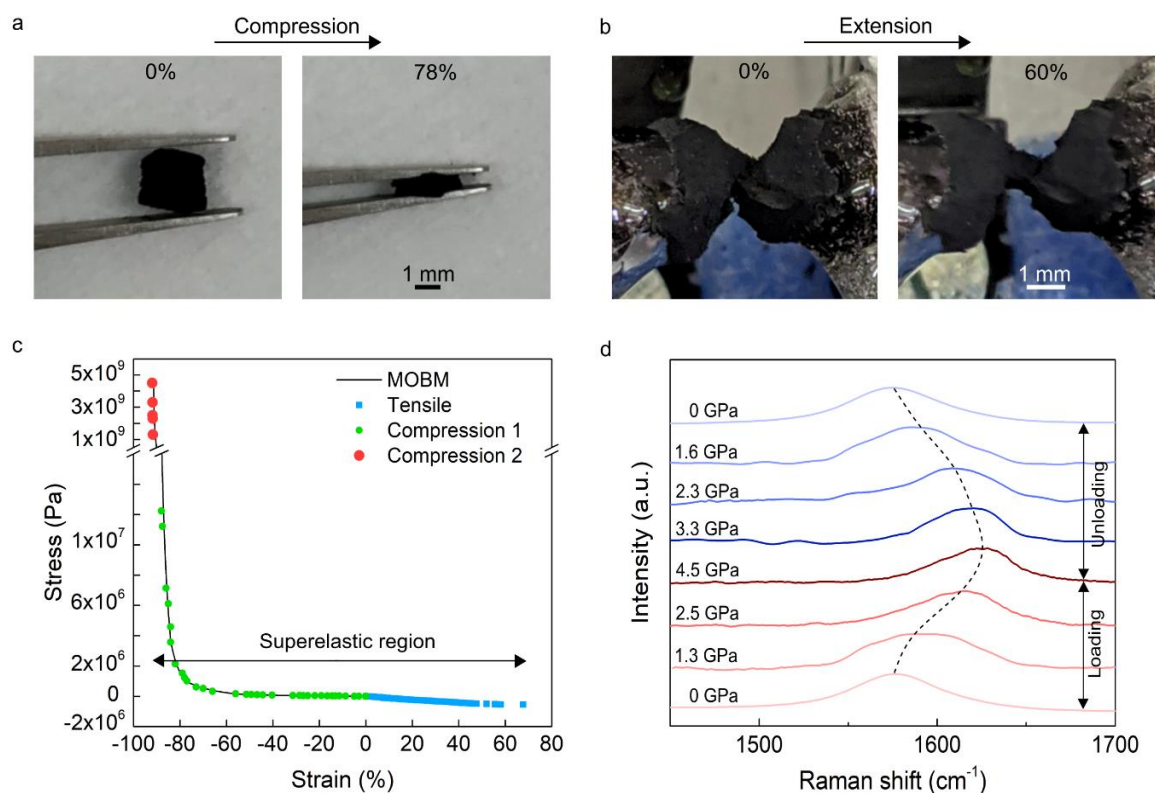 a
Compression
0%
78%
1 mm
b
Extension
0%
60%
1 mm
c
5x10⁹
3x10⁹
1x10⁹
1x10⁷
6x10⁶
2x10⁶
0
-2x10⁶
Stress (Pa)
MOBM
Tensile
Compression 1
Compression 2
Superelastic region
-100 -80 -60 -40 -20 0 20 40 60 80
Strain (%)
d
Intensity (a.u.)
0 GPa
1.6 GPa
2.3 GPa
3.3 GPa
4.5 GPa
2.5 GPa
1.3 GPa
0 GPa
Unloading
Loading
1500 1600 1700
Raman shift (cm⁻¹)